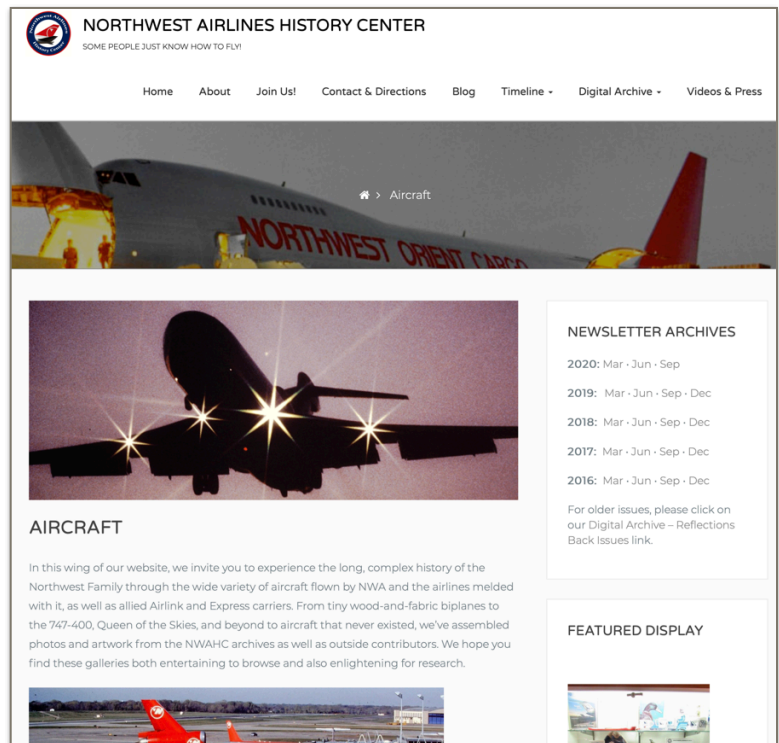 NORTHWEST AIRLINES HISTORY CENTER
SOME PEOPLE JUST KNOW HOW TO FLY!
Home About Join Us! Contact & Directions Blog Timeline Digital Archive Videos & Press
> Aircraft
NORTHWEST ORIENT CARGO
AIRCRAFT
In this wing of our website, we invite you to experience the long, complex history of the
Northwest Family through the wide variety of aircraft flown by NWA and the airlines melded
with it, as well as allied Airlink and Express carriers. From tiny wood-and-fabric biplanes to
the 747-400, Queen of the Skies, and beyond to aircraft that never existed, we've assembled
photos and artwork from the NWAHC archives as well as outside contributors. We hope you
find these galleries both entertaining to browse and also enlightening for research.
NEWSLETTER ARCHIVES
2020: Mar • Jun • Sep
2019: Mar • Jun • Sep • Dec
2018: Mar • Jun • Sep • Dec
2017: Mar • Jun • Sep • Dec
2016: Mar • Jun • Sep • Dec
For older issues, please click on
our Digital Archive – Reflections
Back Issues link.
FEATURED DISPLAY